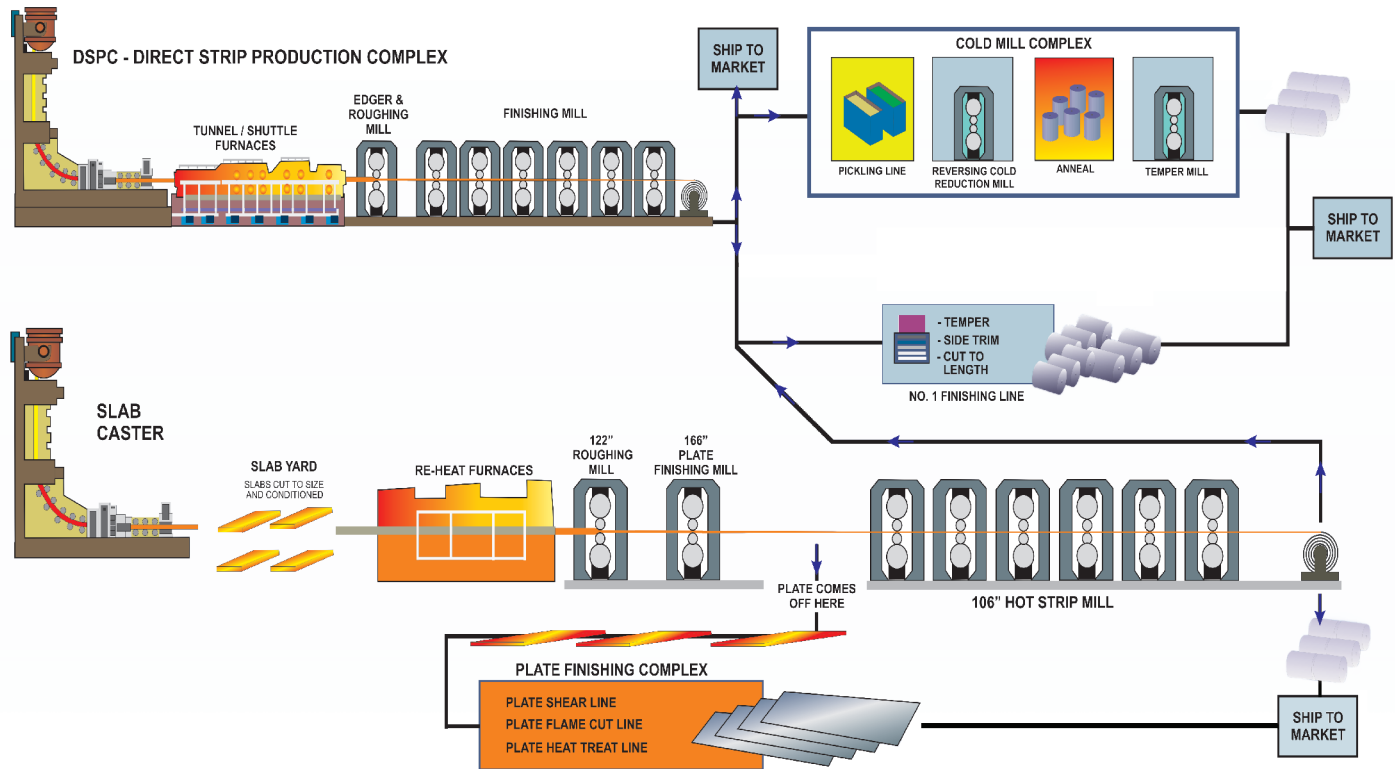 DSPC - DIRECT STRIP PRODUCTION COMPLEX
TUNNEL / SHUTTLE
FURNACES
EDGER &
ROUGHING
MILL
FINISHING MILL
SHIP TO
MARKET
COLD MILL COMPLEX
PICKLING LINE
REVERSING COLD
REDUCTION MILL
ANNEAL
TEMPER MILL
SHIP TO
MARKET
- TEMPER
- SIDE TRIM
- CUT TO
LENGTH
NO. 1 FINISHING LINE
SLAB
CASTER
SLAB YARD
SLABS CUT TO SIZE
AND CONDITIONED
RE-HEAT FURNACES
122”
ROUGHING
MILL
166”
PLATE
FINISHING MILL
PLATE COMES
OFF HERE
106” HOT STRIP MILL
PLATE FINISHING COMPLEX
PLATE SHEAR LINE
PLATE FLAME CUT LINE
PLATE HEAT TREAT LINE
SHIP TO
MARKET